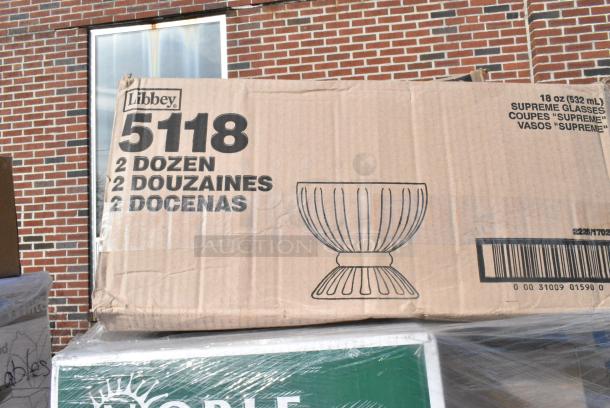 Libbey
5118
2 DOZEN
2 DOUZAINES
2 DOCENAS
18 oz (532 mL)
SUPREME GLASSES
COUPES "SUPREME"
VASOS "SUPREME"
0 00 31009 01590 0
AUCTION